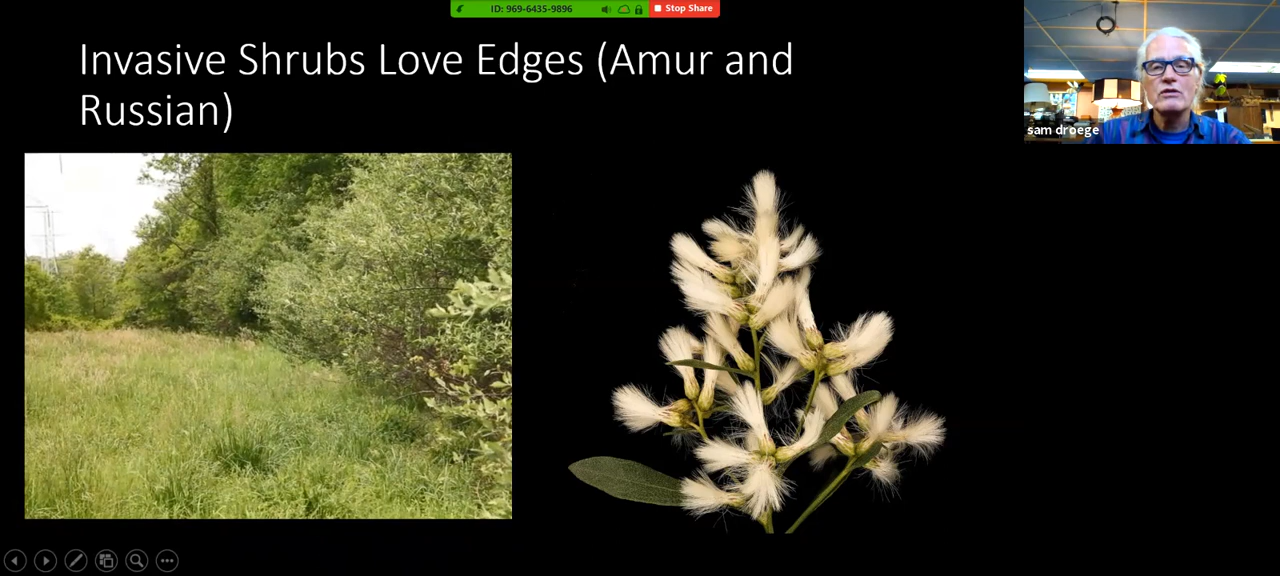 ID: 969-6435-9896
Stop Share
Invasive Shrubs Love Edges (Amur and
Russian)
sam droege